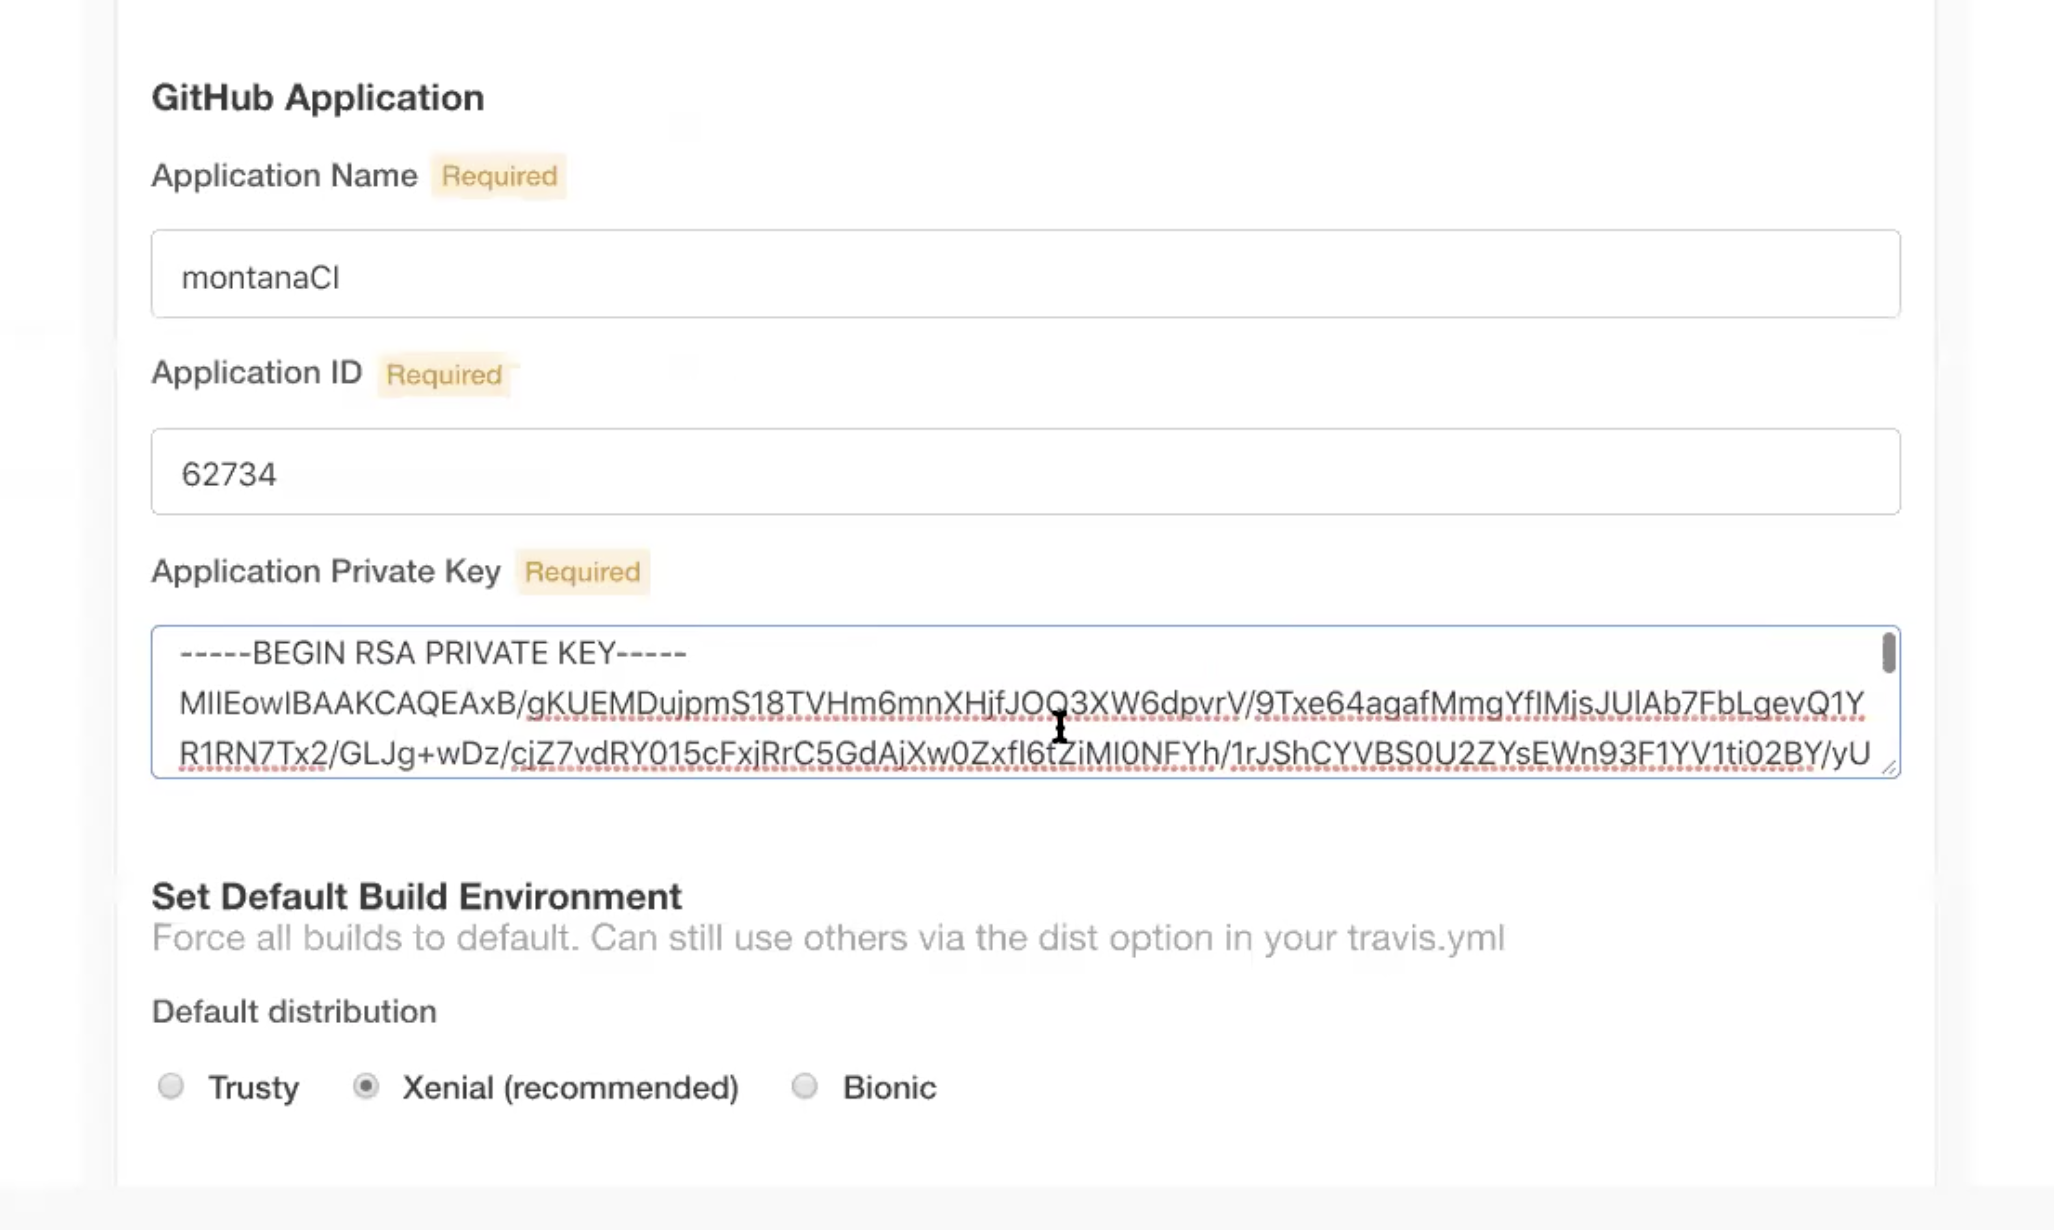 GitHub Application
Application Name Required
montanaCI
Application ID Required
62734
Application Private Key Required
-----BEGIN RSA PRIVATE KEY-----
MIIEowIBAAKCAQEAxB/gKUEMDujpmS18TVHm6mnXHjfJOQ3XW6dpvrV/9Txe64agafMmgYfIMjsJUlAb7FbLgevQ1Y
R1RN7Tx2/GLJg+wDz/cjZ7vdRY015cFxjRrC5GdAjXw0Zxfl6tZiMI0NFYh/1rJShCYVBS0U2ZYsEWn93F1YV1ti02BY/yU
Set Default Build Environment
Force all builds to default. Can still use others via the dist option in your travis.yml
Default distribution
Trusty Xenial (recommended) Bionic